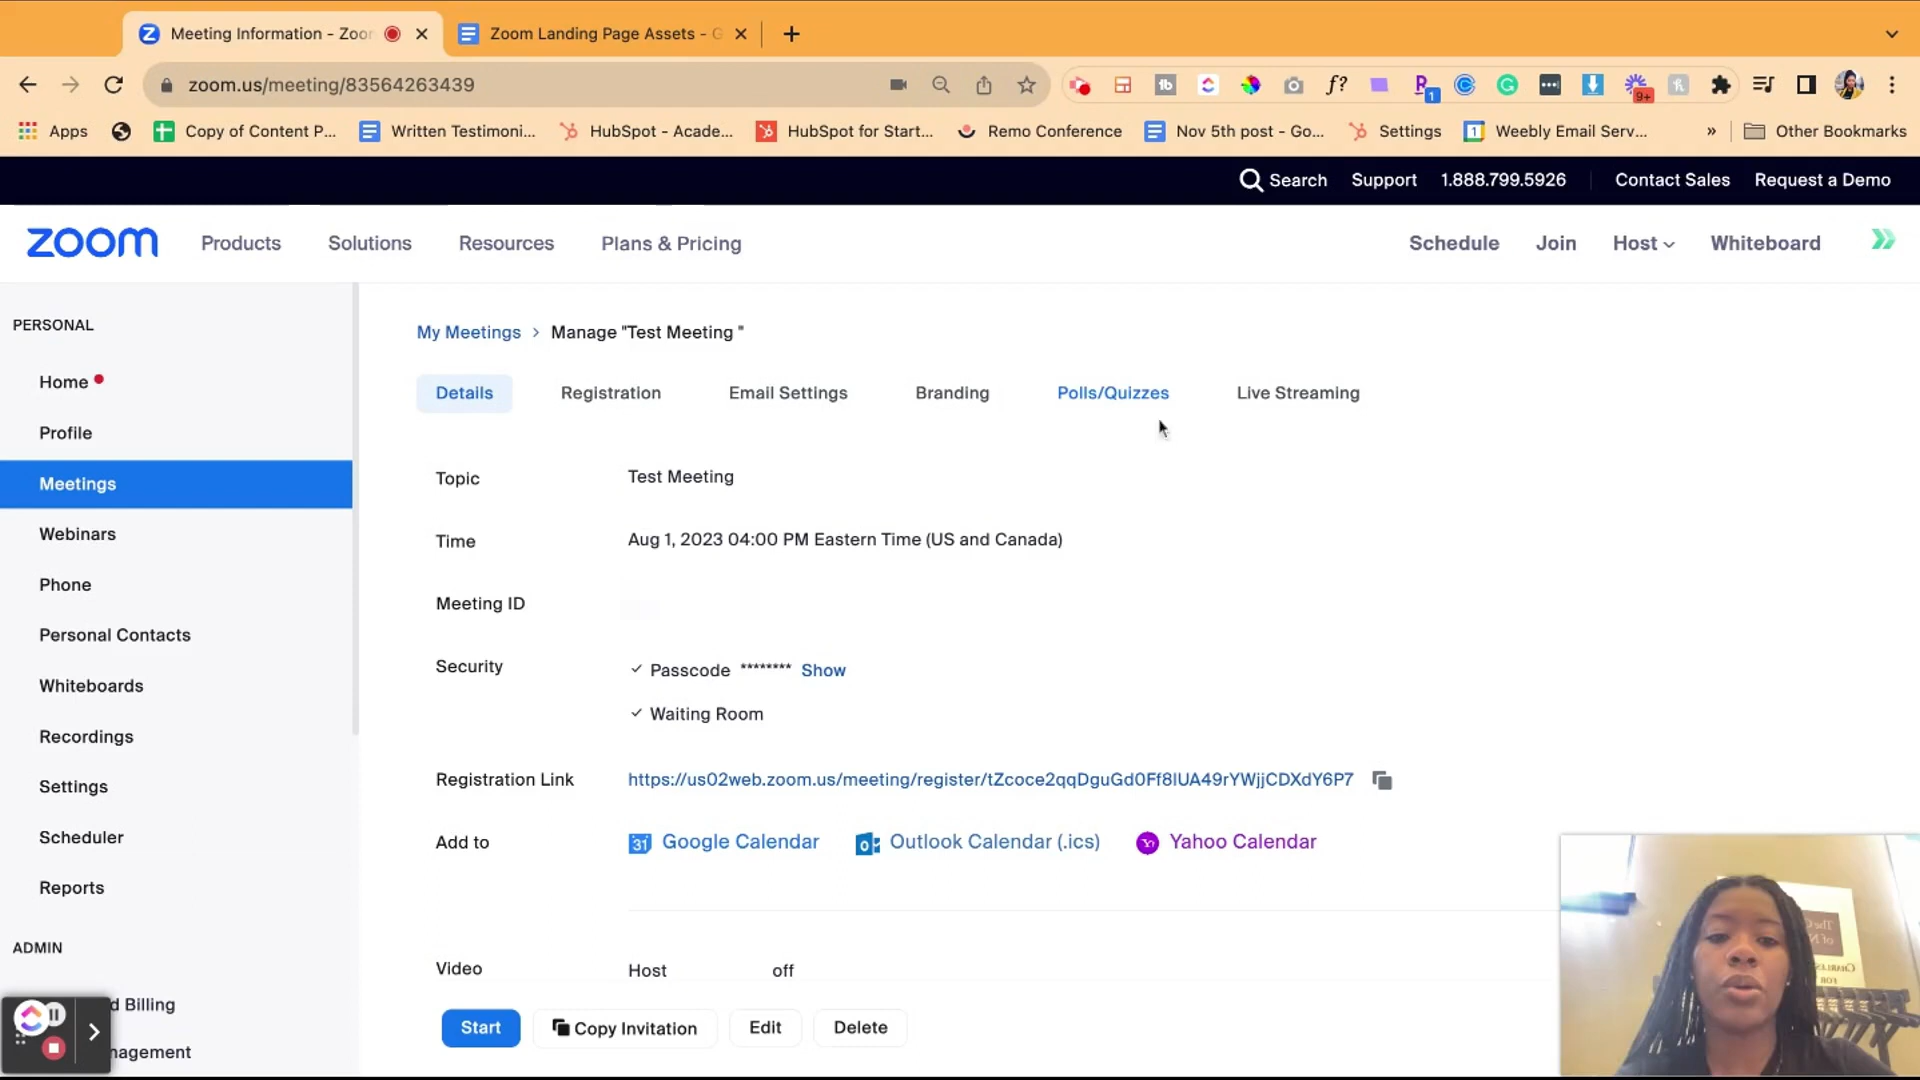 Meeting Information - Zoo
Zoom Landing Page Assets - G
zoom.us/meeting/83564263439
f?
tb
1
9+
Apps
Copy of Content P...
Written Testimoni...
HubSpot - Acade...
HubSpot for Start...
Remo Conference
Nov 5th post - Go...
Settings
1
Weebly Email Serv...
»
Other Bookmarks
Search
Support
1.888.799.5926
Contact Sales
Request a Demo
zoom
Products
Solutions
Resources
Plans & Pricing
Schedule
Join
Host
Whiteboard
PERSONAL
Home
Profile
Meetings
Webinars
Phone
Personal Contacts
Whiteboards
Recordings
Settings
Scheduler
Reports
ADMIN
d Billing
nagement
My Meetings > Manage "Test Meeting "
Details
Registration
Email Settings
Branding
Polls/Quizzes
Live Streaming
Topic
Test Meeting
Time
Aug 1, 2023 04:00 PM Eastern Time (US and Canada)
Meeting ID
Security
Passcode ******** Show
Waiting Room
Registration Link
https://us02web.zoom.us/meeting/register/tZcoce2qqDguGd0Ff8lUA49rYWjjCDXdY6P7
Add to
31 Google Calendar
Outlook Calendar (.ics)
Yahoo Calendar
Video
Host
off
Start
Copy Invitation
Edit
Delete